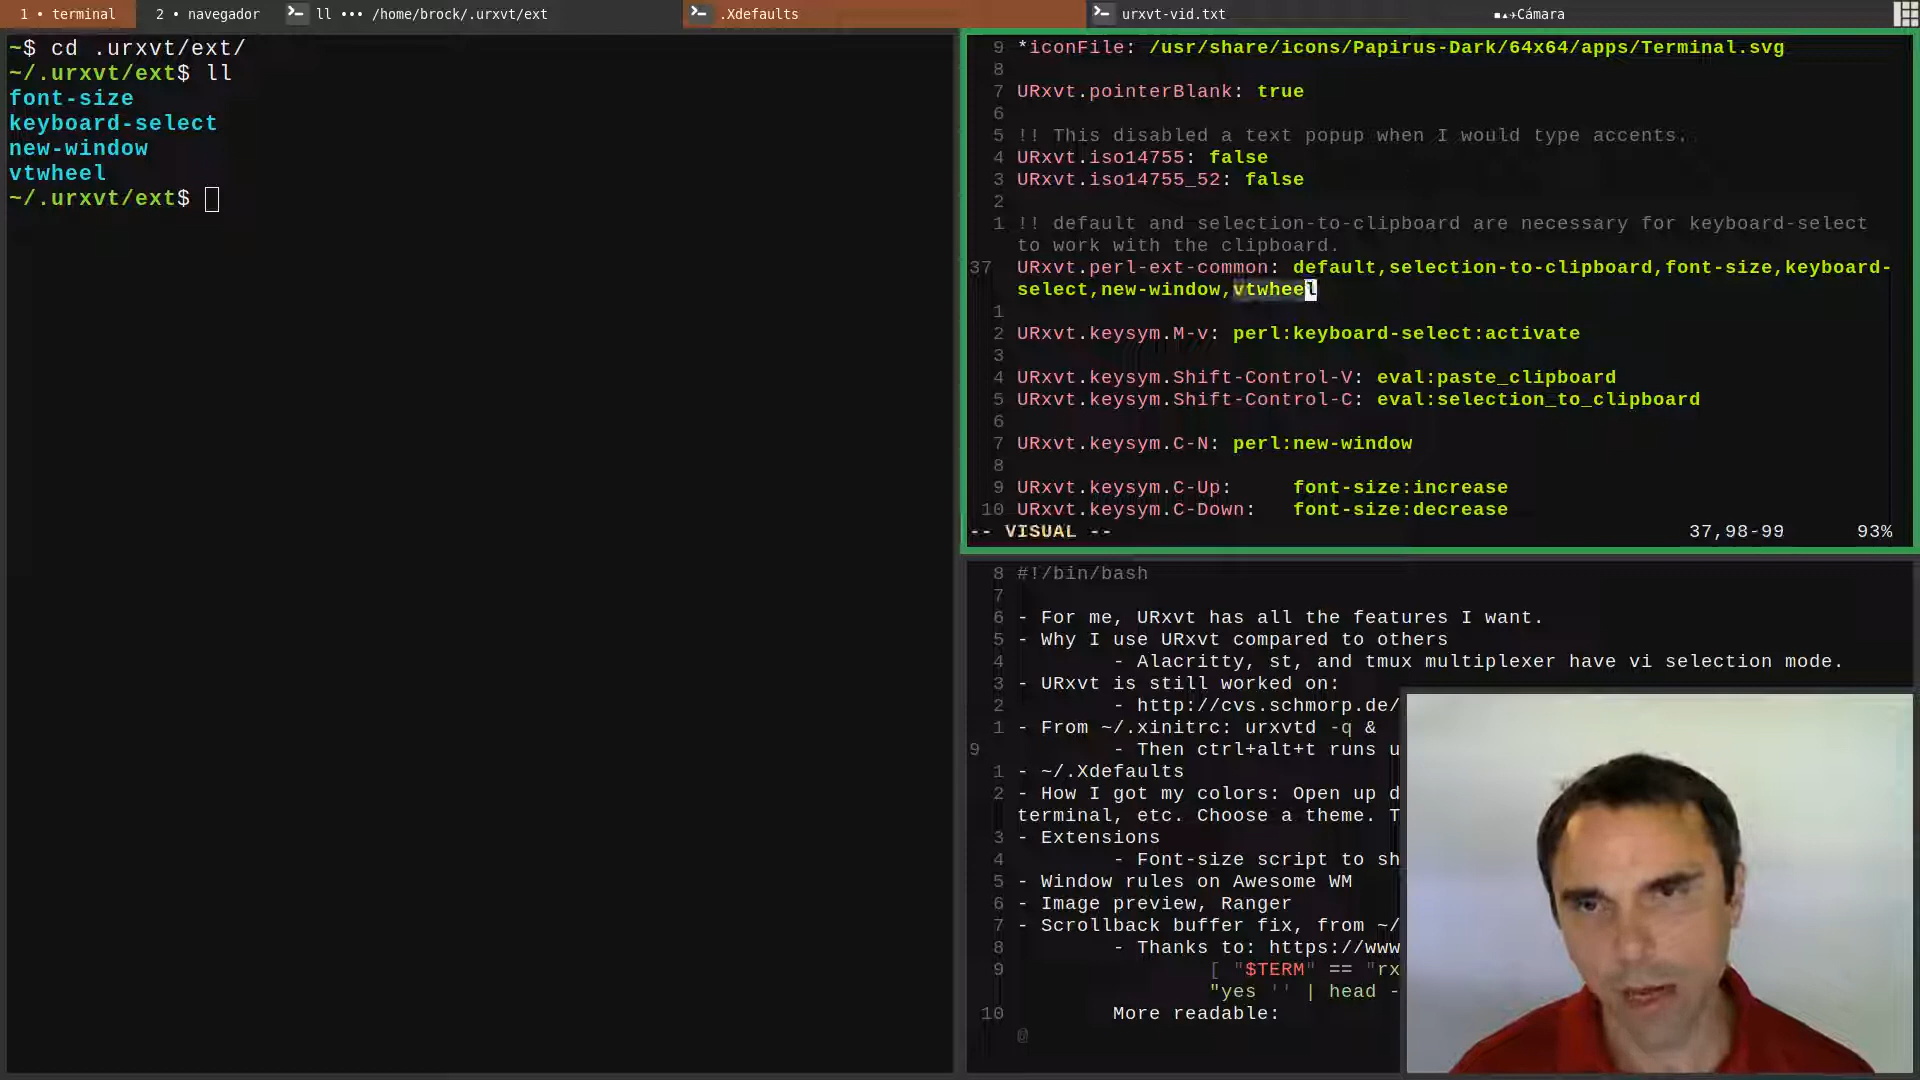 1 • terminal
2 • navegador
ll ••• /home/brock/.urxvt/ext
.Xdefaults
urxvt-vid.txt
Cámara
~$ cd .urxvt/ext/
~/.urxvt/ext$ ll
font-size
keyboard-select
new-window
vtwheel
~/.urxvt/ext$
9 *iconFile: /usr/share/icons/Papirus-Dark/64x64/apps/Terminal.svg
8
7 URxvt.pointerBlank: true
6
5 !! This disabled a text popup when I would type accents.
4 URxvt.iso14755: false
3 URxvt.iso14755_52: false
2
1 !! default and selection-to-clipboard are necessary for keyboard-select
to work with the clipboard.
37 URxvt.perl-ext-common: default,selection-to-clipboard,font-size,keyboard-
select,new-window,vtwheel
1
2 URxvt.keysym.M-v: perl:keyboard-select:activate
3
4 URxvt.keysym.Shift-Control-V: eval:paste_clipboard
5 URxvt.keysym.Shift-Control-C: eval:selection_to_clipboard
6
7 URxvt.keysym.C-N: perl:new-window
8
9 URxvt.keysym.C-Up: font-size:increase
10 URxvt.keysym.C-Down: font-size:decrease
-- VISUAL -- 37,98-99 93%
8 #!/bin/bash
7
6 - For me, URxvt has all the features I want.
5 - Why I use URxvt compared to others
4 - Alacritty, st, and tmux multiplexer have vi selection mode.
3 - URxvt is still worked on:
2 - http://cvs.schmorp.de/
1 - From ~/.xinitrc: urxvtd -q &
9 - Then ctrl+alt+t runs u
1 - ~/.Xdefaults
2 - How I got my colors: Open up d
terminal, etc. Choose a theme. T
3 - Extensions
4 - Font-size script to sh
5 - Window rules on Awesome WM
6 - Image preview, Ranger
7 - Scrollback buffer fix, from ~/
8 - Thanks to: https://www
9 [ "$TERM" == "rx
"yes '' | head -
10 More readable:
@